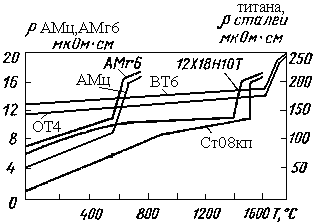 титана,
ρ АМц,АМг6
ρ сталей
мкОм·см
мкОм·см
20
16
12
8
4
0
АМг6
АМц
12Х18Н10Т
ВТ6
ОТ4
Ст08кп
250
200
150
100
50
400
800
1200
1600 T,°С